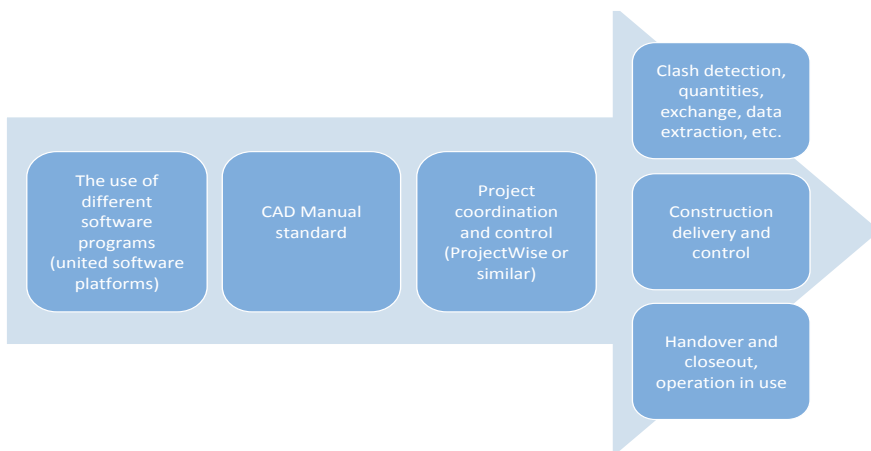 The use of
different
software
programs
(united software
platforms)
CAD Manual
standard
Project
coordination
and control
(ProjectWise or
similar)
Clash detection,
quantities,
exchange, data
extraction, etc.
Construction
delivery and
control
Handover and
closeout,
operation in use